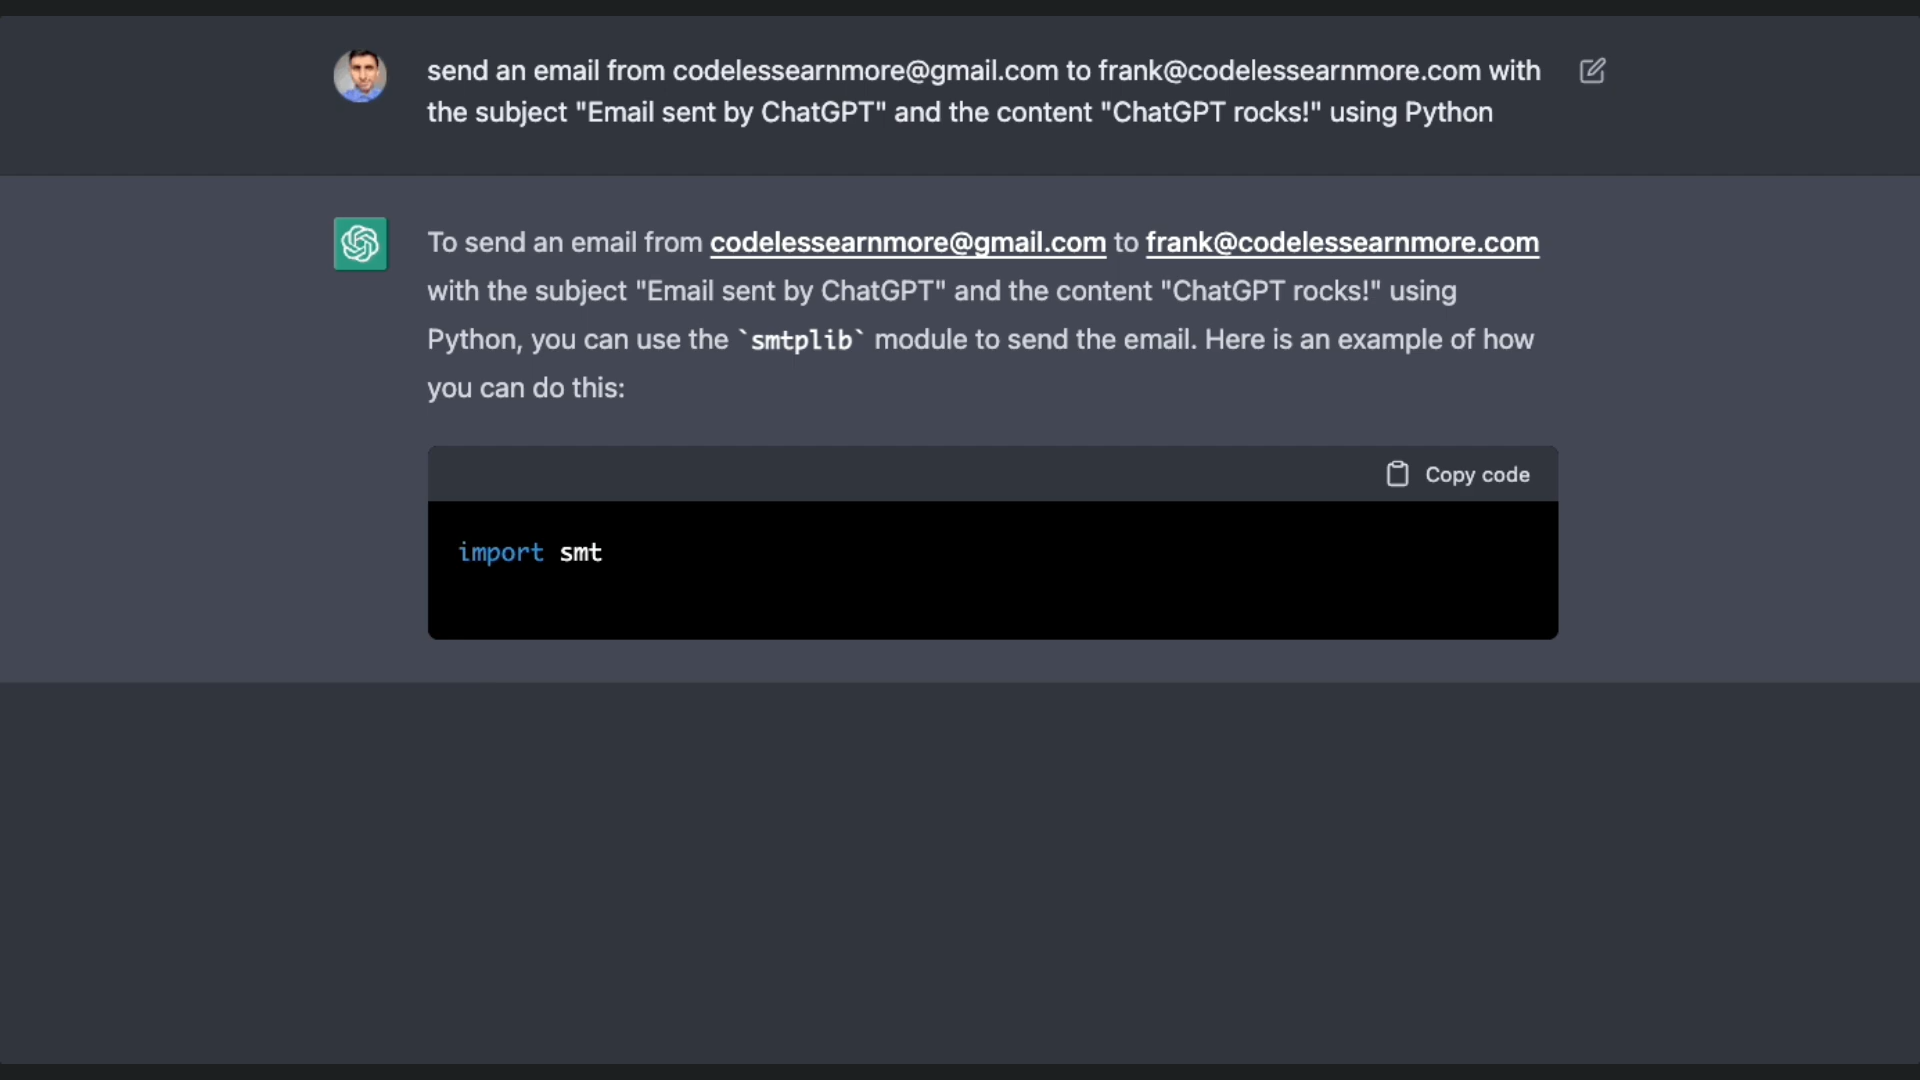 send an email from codelessearnmore@gmail.com to frank@codelessearnmore.com with
the subject "Email sent by ChatGPT" and the content "ChatGPT rocks!" using Python
To send an email from codelessearnmore@gmail.com to frank@codelessearnmore.com
with the subject "Email sent by ChatGPT" and the content "ChatGPT rocks!" using
Python, you can use the `smtplib` module to send the email. Here is an example of how
you can do this:
Copy code
import smt